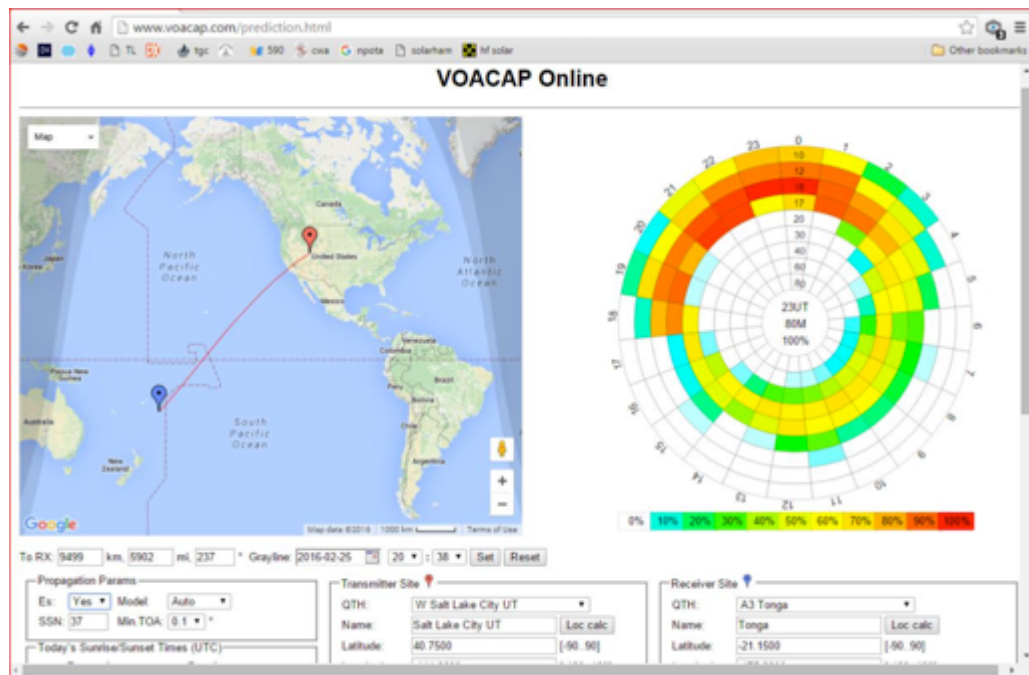 www.voacap.com/prediction.html
TL tgc 590 cwa npota solarham hf solar Other bookmarks
VOACAP Online
Map
Canada
North Pacific Ocean
United States
North Atlantic Ocean
Japan
Mexico
Venezuela
Colombia
Papua New Guinea
Peru
Brazil
Bolivia
Australia
South Pacific Ocean
Chile
New Zealand
Argentina
+
−
Google
Map data ©2016 1000 km Terms of Use
0 1 2 3 4 5 6 7 8 9 10 11 12 13 14 15 16 17 18 19 20 21 22 23
10
12
15
17
20
30
40
60
80
23UT
80M
100%
0% 10% 20% 30% 40% 50% 60% 70% 80% 90% 100%
To RX: 9499 km, 5902 mi, 237 ° Grayline: 2016-02-25 20 : 38 Set Reset
Propagation Params
Es: Yes Model: Auto
SSN: 37 Min.TOA: 0.1 °
Today's Sunrise/Sunset Times (UTC)
Transmitter Site
QTH: W Salt Lake City UT
Name: Salt Lake City UT Loc calc
Latitude: 40.7500 [-90..90]
Receiver Site
QTH: A3 Tonga
Name: Tonga Loc calc
Latitude: -21.1500 [-90..90]